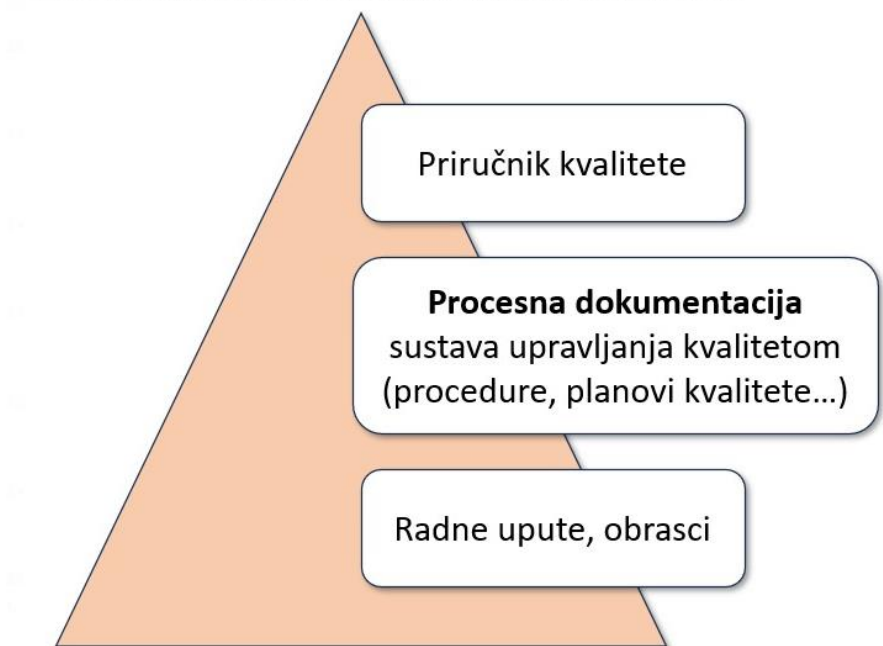 Priručnik kvalitete
Procesna dokumentacija
sustava upravljanja kvalitetom
(procedure, planovi kvalitete…)
Radne upute, obrasci